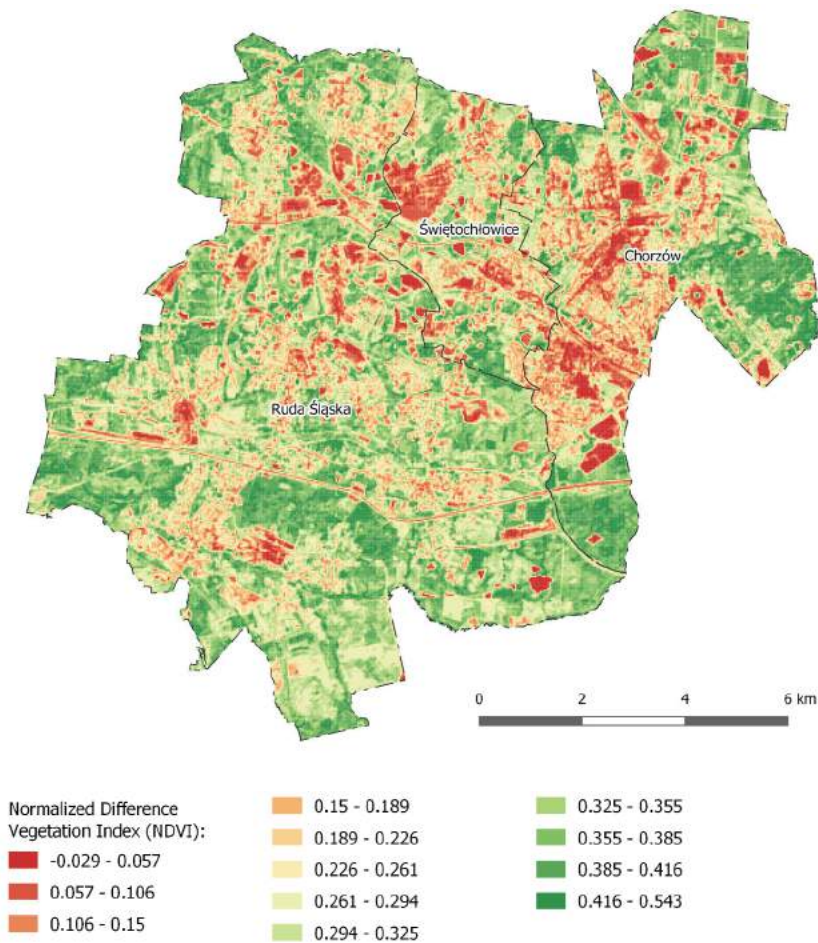 Świętochłowice
Chorzów
Ruda Śląska
0 2 4 6 km
Normalized Difference
Vegetation Index (NDVI):
-0.029 - 0.057
0.057 - 0.106
0.106 - 0.15
0.15 - 0.189
0.189 - 0.226
0.226 - 0.261
0.261 - 0.294
0.294 - 0.325
0.325 - 0.355
0.355 - 0.385
0.385 - 0.416
0.416 - 0.543